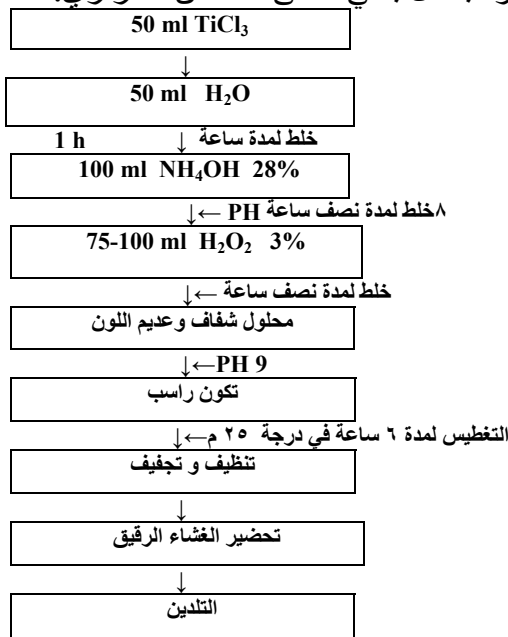 50 ml TiCl₃
↓
50 ml H₂O
خلط لمدة ساعة ↓ 1 h
100 ml NH₄OH 28%
٨خلط لمدة نصف ساعة PH ←↓
75-100 ml H₂O₂ 3%
خلط لمدة نصف ساعة ←↓
محلول شفاف وعديم اللون
↓←PH 9
تكون راسب
التغطيس لمدة ٦ ساعة في درجة ٢٥ م←↓
تنظيف و تجفيف
↓
تحضير الغشاء الرقيق
↓
التلدين